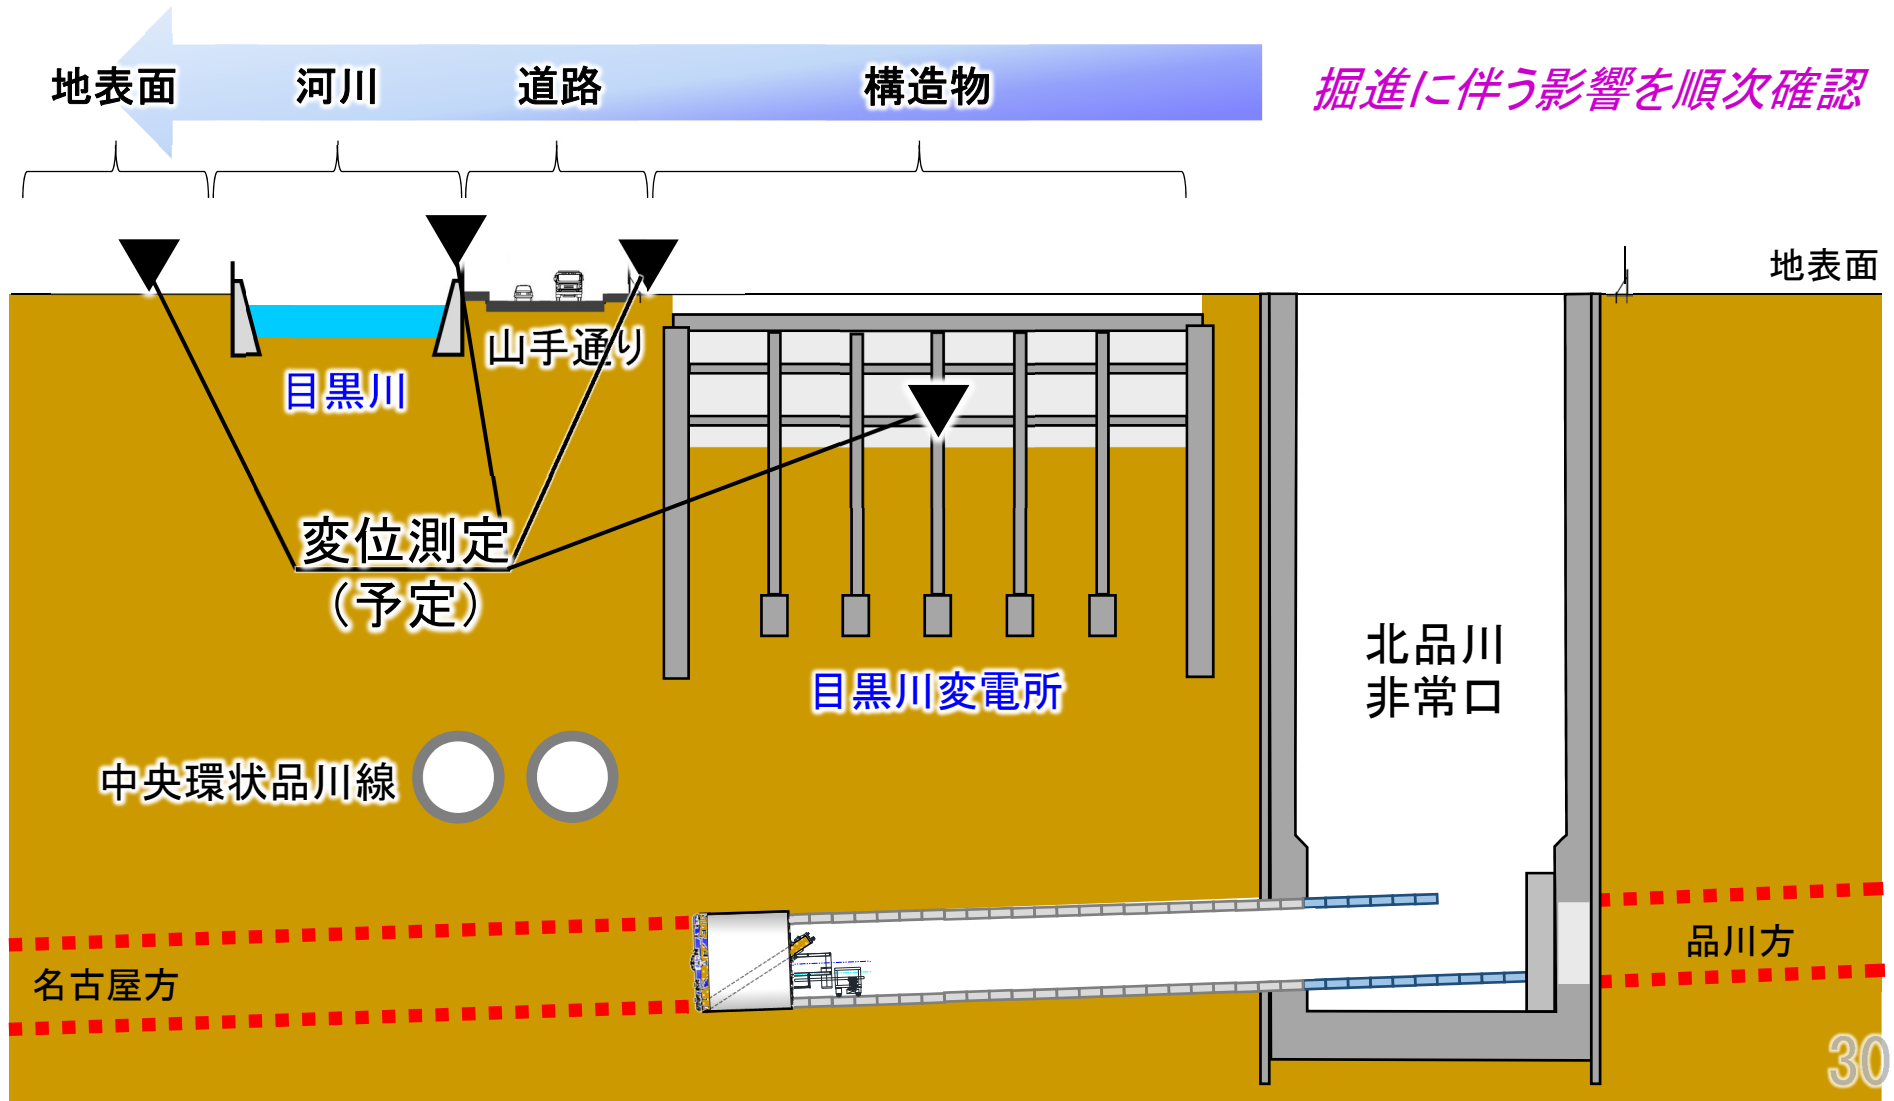 地表面
河川
道路
構造物
掘進に伴う影響を順次確認
地表面
山手通り
目黒川
変位測定
（予定）
北品川
非常口
目黒川変電所
中央環状品川線
品川方
名古屋方
30